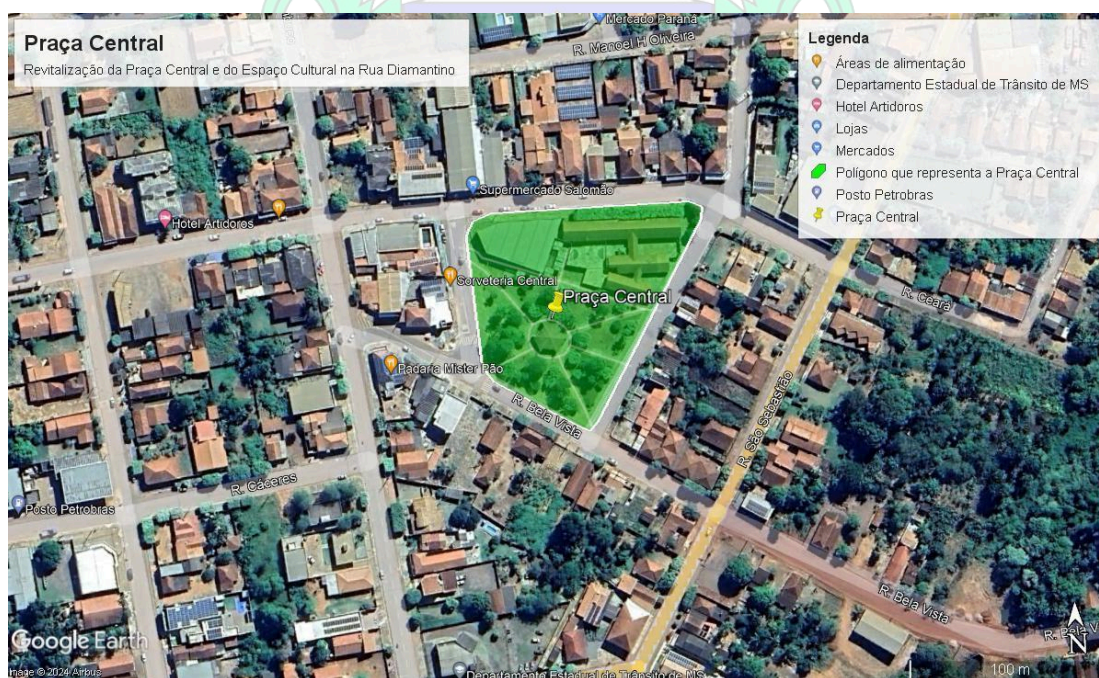 Praça Central
Revitalização da Praça Central e do Espaço Cultural na Rua Diamantino
Legenda
Áreas de alimentação
Departamento Estadual de Trânsito de MS
Hotel Artidoros
Lojas
Mercados
Polígono que representa a Praça Central
Posto Petrobras
Praça Central
Mercado Paraná
R. Manoel H Oliveira
Supermercado Salomão
Hotel Artidoros
Sorveteria Central
Praça Central
R. Ceará
Padaria Mister Pão
R. Bela Vista
R. São Sebastião
R. Cáceres
Posto Petrobras
R. Bela Vista
R. Bela V
N
Google Earth
Image © 2024 Airbus
Departamento Estadual de Trânsito de MS
100 m